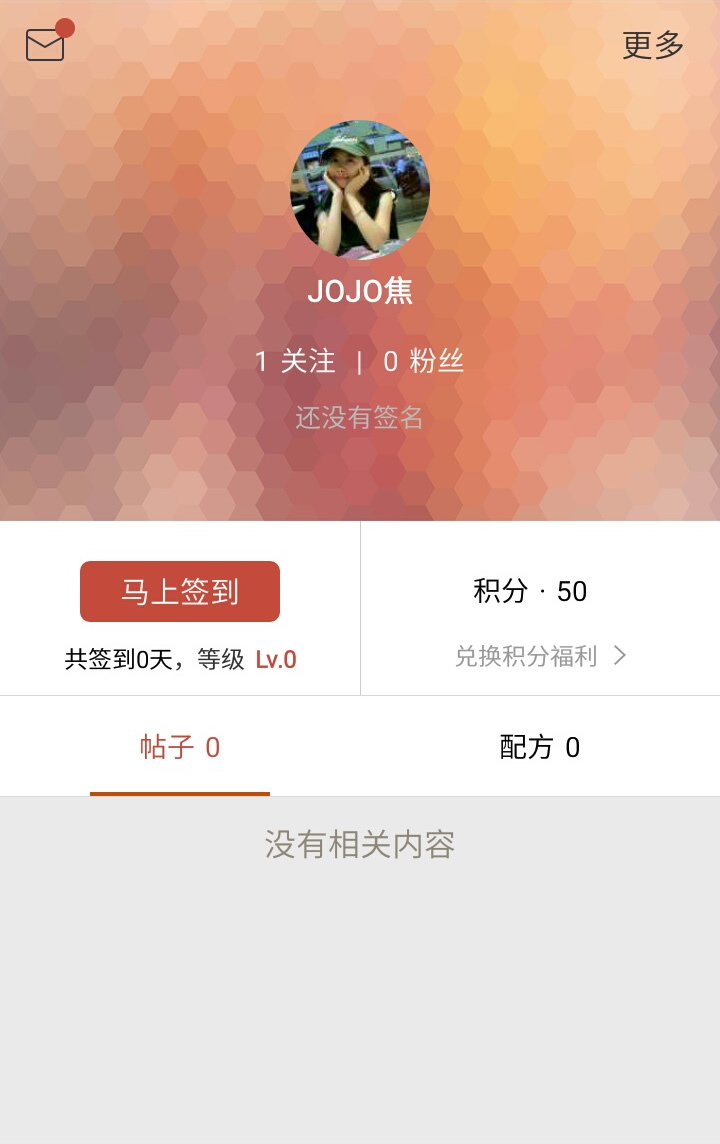 更多
JOJO焦
1 关注 | 0 粉丝
还没有签名
马上签到
积分 · 50
共签到0天，等级 Lv.0
兑换积分福利
帖子 0
配方 0
没有相关内容